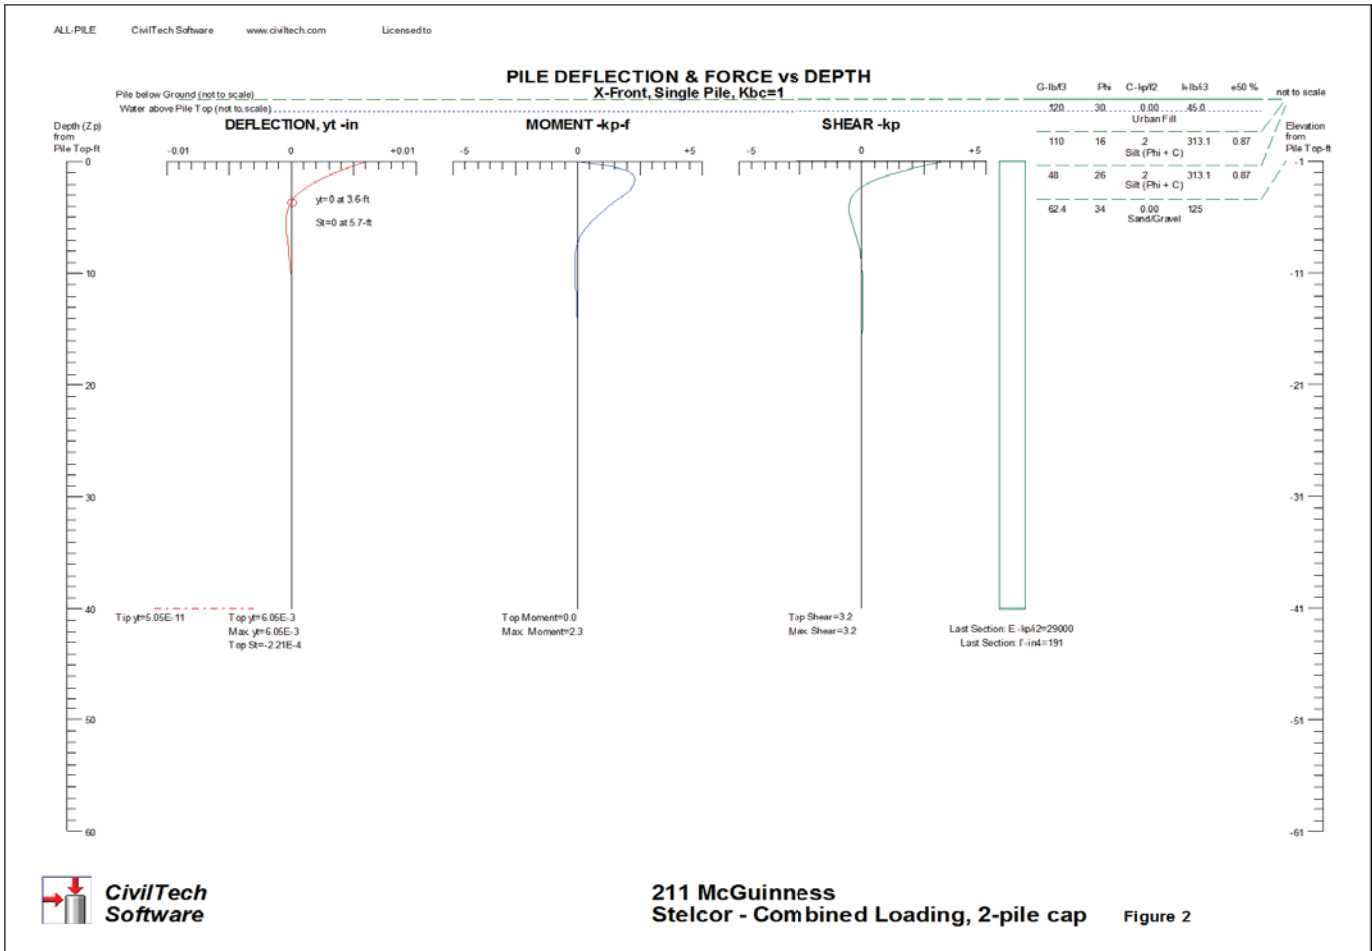 ALL-PILE CivilTech Software www.civiltech.com Licensed to
PILE DEFLECTION & FORCE vs DEPTH
X-Front, Single Pile, Kbc=1
Pile below Ground (not to scale)
Water above Pile Top (not to scale)
G-lb/f3 Phi C-kp/f2 k-lb/i3 e50 %
not to scale
120 30 0.00 45.0
Urban Fill
110 16 .2 313.1 0.87
Silt (Phi + C)
48 26 .2 313.1 0.87
Silt (Phi + C)
62.4 34 0.00 125
Sand/Gravel
Depth (Zp)
from
Pile Top-ft
DEFLECTION, yt -in
MOMENT -kp-f
SHEAR -kp
Elevation
from
Pile Top-ft
-0.01 0 +0.01
-5 0 +5
-5 0 +5
yt=0 at 3.6-ft
St=0 at 5.7-ft
0
10
20
30
40
50
60
-1
-11
-21
-31
-41
-51
-61
Tip yt=5.05E-11
Top yt=6.05E-3
Max. yt=6.05E-3
Top St=-2.21E-4
Top Moment=0.0
Max. Moment=2.3
Top Shear=3.2
Max. Shear=3.2
Last Section: E -kp/i2=29000
Last Section: I'-in4=191
CivilTech
Software
211 McGuinness
Stelcor - Combined Loading, 2-pile cap Figure 2